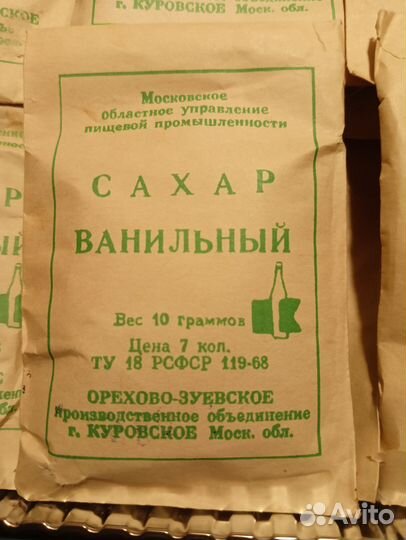 г. КУРОВСКОЕ Моск. обл.
Московское
областное управление
пищевой промышленности
САХАР
ВАНИЛЬНЫЙ
Вес 10 граммов
Цена 7 коп.
ТУ 18 РСФСР 119-68
ОРЕХОВО-ЗУЕВСКОЕ
производственное объединение
г. КУРОВСКОЕ Моск. обл.
Avito